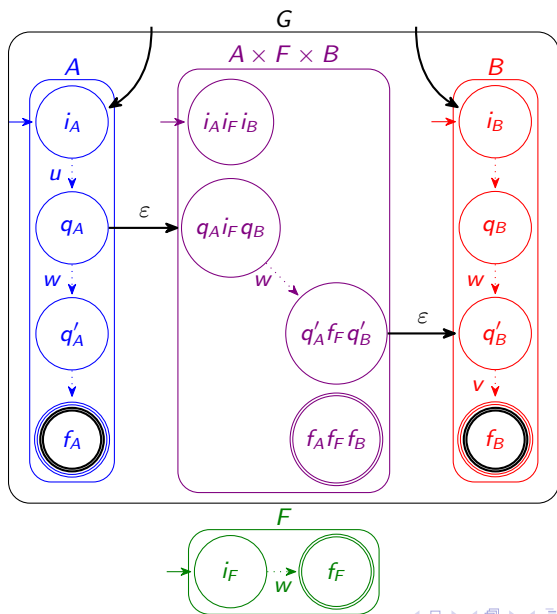 G
A
A × F × B
B
i_A
i_A i_F i_B
i_B
u
q_A
ε
q_A i_F q_B
q_B
w
w
w
q'_A
q'_A f_F q'_B
ε
q'_B
v
f_A
f_A f_F f_B
f_B
F
i_F
w
f_F